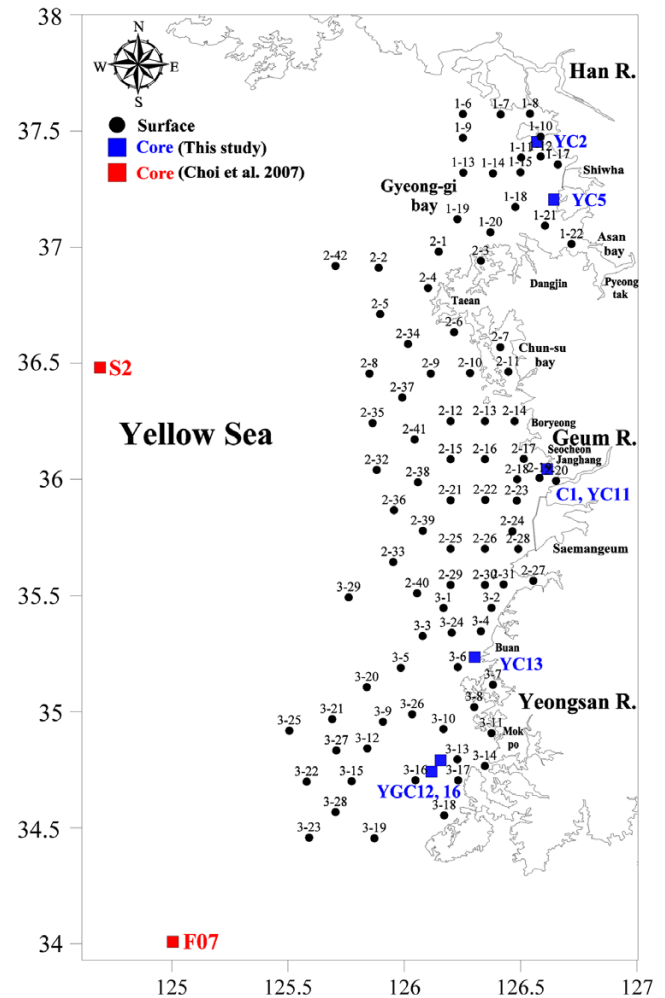 38
N
W E
S
Han R.
Surface
Core (This study)
Core (Choi et al. 2007)
1-6 1-7 1-8
37.5
1-9 1-10 YC2
1-11 1-17
1-13 1-14 1-15 Shiwha
Gyeong-gi
bay
YC5
1-18
1-19 1-20 1-21 1-22
Asan
bay
37
2-42 2-2 2-1 2-3
2-4
Dangjin
Pyeong
tak
Taean
2-5 2-6
2-34 2-7
Chun-su
bay
36.5
S2
2-8 2-9 2-10 2-11
2-37
Yellow Sea
2-35 2-12 2-13 2-14
Boryeong
2-41
Geum R.
2-15 2-16 2-17
Seocheon
Janghang
36
2-32 2-38 2-18
C1, YC11
2-21 2-22 2-23
2-36
2-39 2-24
2-25 2-26 2-28
Saemangeum
2-33
2-29 2-30 2-31 2-27
35.5
3-29 2-40
3-1 3-2
3-3 3-24 3-4
Buan
YC13
3-5 3-6
3-20 3-7
3-8
Yeongsan R.
35
3-25 3-21 3-9 3-26
3-10 3-11
Mok
po
3-27 3-12
3-13 3-14
3-22 3-15 3-16 3-17
YGC12, 16
3-28 3-18
34.5
3-23 3-19
34
F07
125 125.5 126 126.5 127